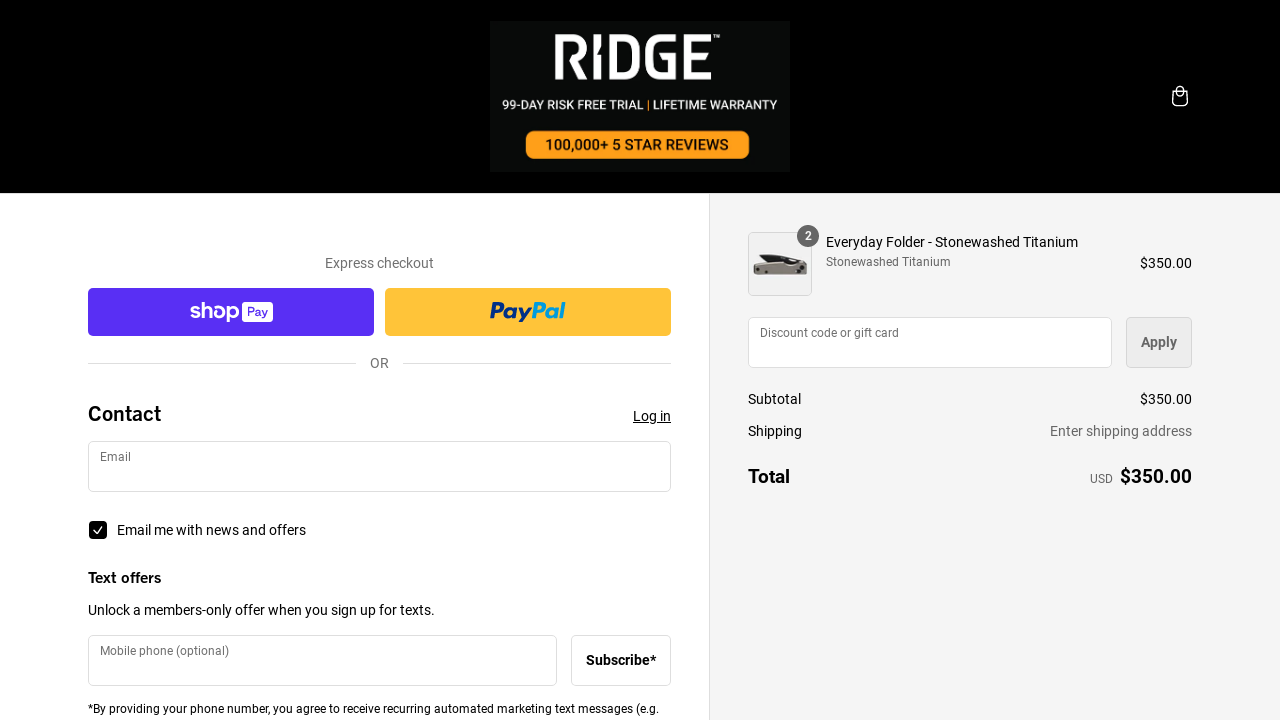 RIDGE™
99-DAY RISK FREE TRIAL | LIFETIME WARRANTY
100,000+ 5 STAR REVIEWS
Express checkout
shop Pay
PayPal
OR
Contact
Log in
Email
Email me with news and offers
Text offers
Unlock a members-only offer when you sign up for texts.
Mobile phone (optional)
Subscribe*
*By providing your phone number, you agree to receive recurring automated marketing text messages (e.g.
2
Everyday Folder - Stonewashed Titanium
Stonewashed Titanium
$350.00
Discount code or gift card
Apply
Subtotal $350.00
Shipping Enter shipping address
Total USD $350.00